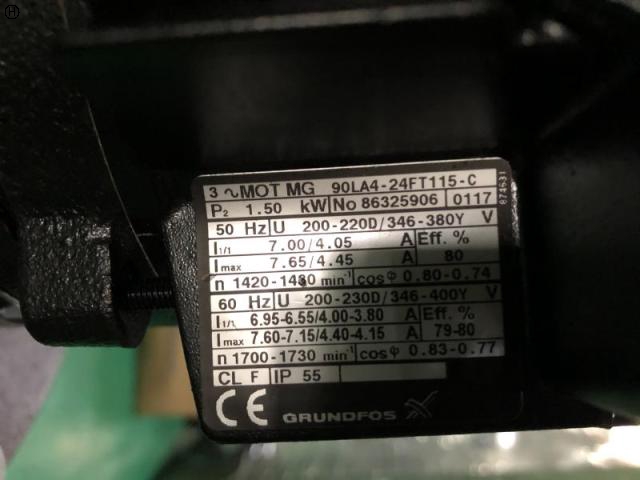 H
3 ∿ MOT MG 90LA4-24FT115-C
P2 1.50 kW No 86325906 0117
50 Hz U 200-220D/346-380Y V
I1/1 7.00/4.05 A Eff. %
Imax 7.65/4.45 A 80
n 1420-1430 min⁻¹ cos φ 0.80-0.74
60 Hz U 200-230D/346-400Y V
I1/1 6.95-6.55/4.00-3.80 A Eff. %
Imax 7.60-7.15/4.40-4.15 A 79-80
n 1700-1730 min⁻¹ cos φ 0.83-0.77
CL F IP 55
CE GRUNDFOS
874631